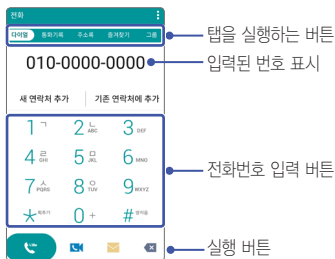 전화
다이얼 통화기록 주소록 즐겨찾기 그룹
탭을 실행하는 버튼
010-0000-0000
입력된 번호 표시
새 연락처 추가 기존 연락처에 추가
1 ㄱ 2 ㄴ ABC 3 DEF
4 ㄹ GHI 5 ㅁ JKL 6 MNO
전화번호 입력 버튼
7 ㅅ PQRS 8 ㅇ TUV 9 WXYZ
* 0 + #
실행 버튼